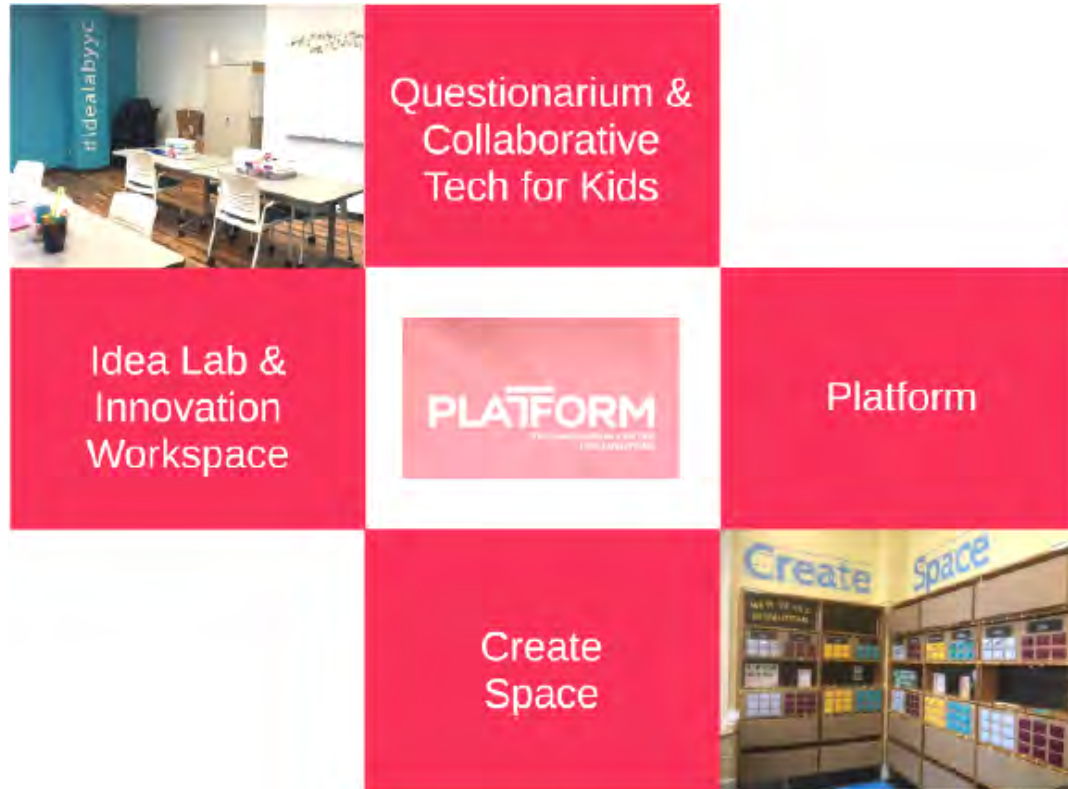 #idealabyyc
Questionarium &
Collaborative
Tech for Kids
Idea Lab &
Innovation
Workspace
PLATFORM
Platform
Create
Space
Create Space